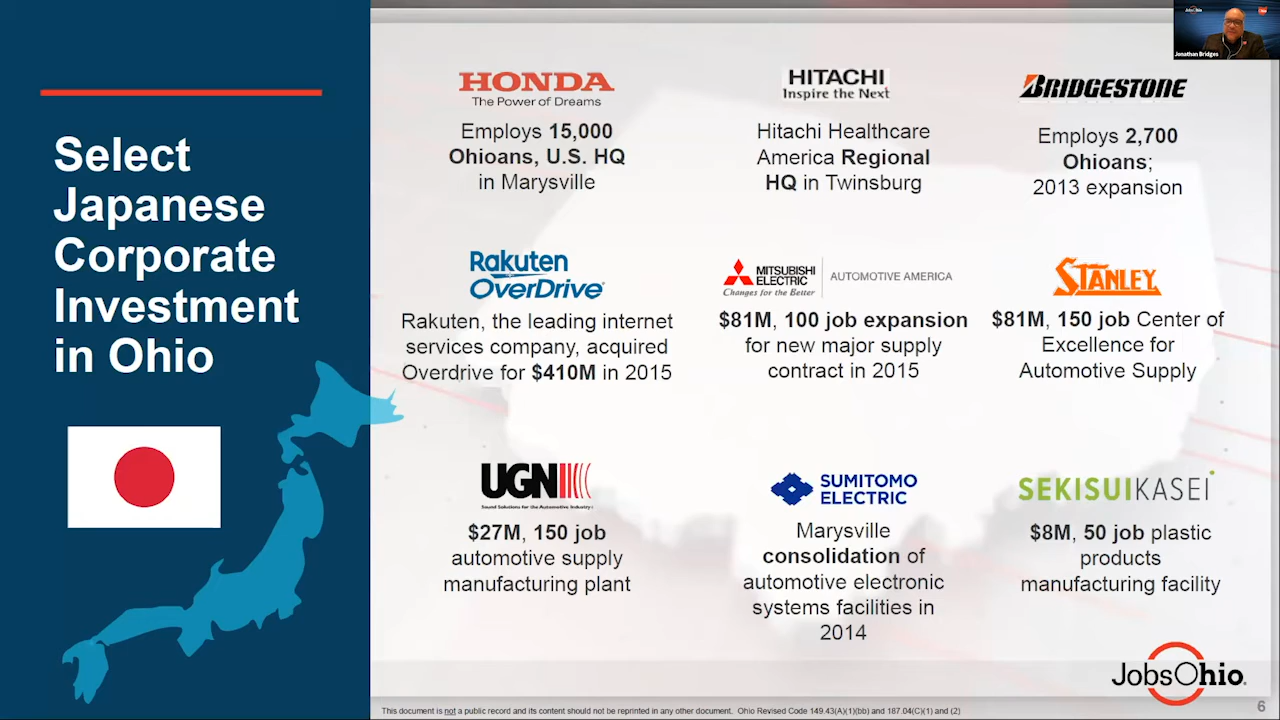 Select
Japanese
Corporate
Investment
in Ohio
HONDA
The Power of Dreams
Employs 15,000
Ohioans, U.S. HQ
in Marysville
HITACHI
Inspire the Next
Hitachi Healthcare
America Regional
HQ in Twinsburg
BRIDGESTONE
Employs 2,700
Ohioans;
2013 expansion
Rakuten
OverDrive
Rakuten, the leading internet
services company, acquired
Overdrive for $410M in 2015
MITSUBISHI
ELECTRIC
Changes for the Better
AUTOMOTIVE AMERICA
$81M, 100 job expansion
for new major supply
contract in 2015
STANLEY
$81M, 150 job Center of
Excellence for
Automotive Supply
UGN
Sound Solutions for the Automotive Industry
$27M, 150 job
automotive supply
manufacturing plant
SUMITOMO
ELECTRIC
Marysville
consolidation of
automotive electronic
systems facilities in
2014
SEKISUI KASEI
$8M, 50 job plastic
products
manufacturing facility
JobsOhio
This document is not a public record and its content should not be reprinted in any other document. Ohio Revised Code 149.43(A)(1)(bb) and 187.04(C)(1) and (2)
6
JobsOhio
Jonathan Bridges